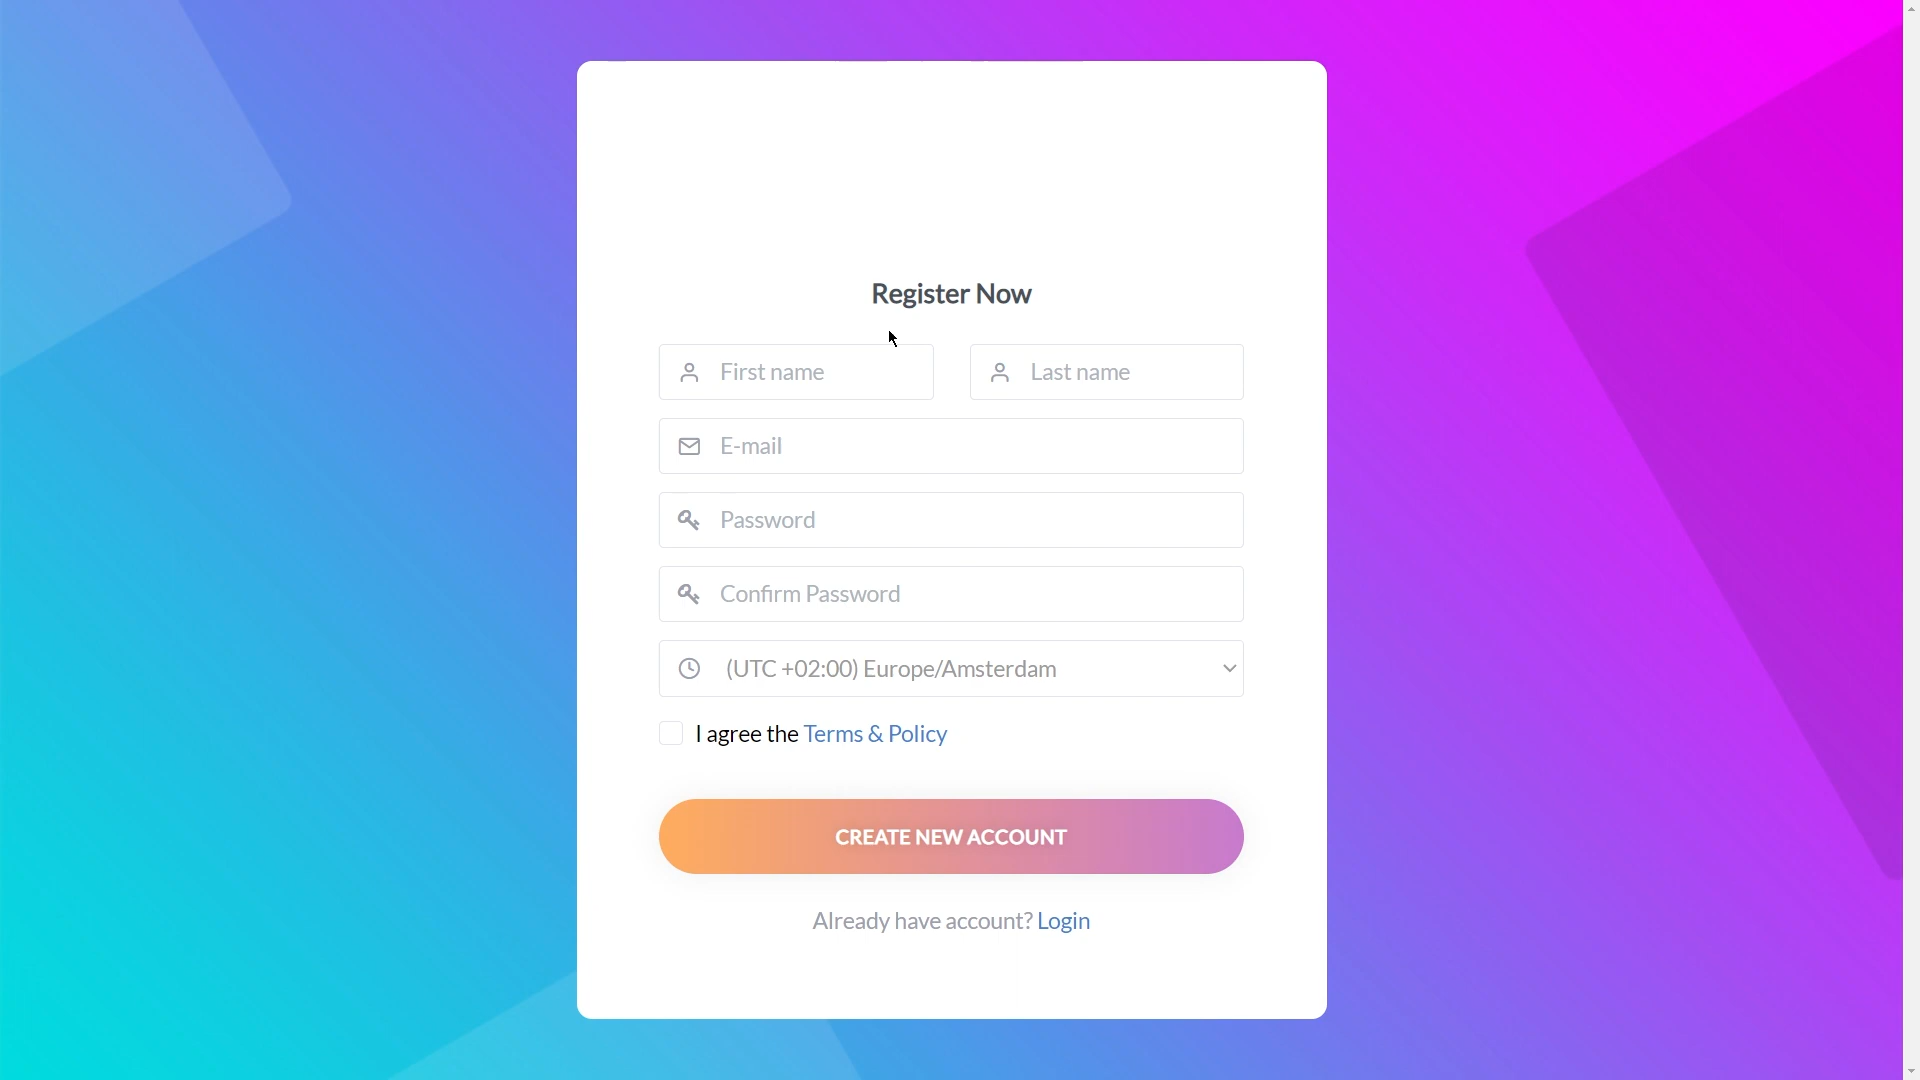 Register Now
First name
Last name
E-mail
Password
Confirm Password
(UTC +02:00) Europe/Amsterdam
I agree the Terms & Policy
CREATE NEW ACCOUNT
Already have account? Login